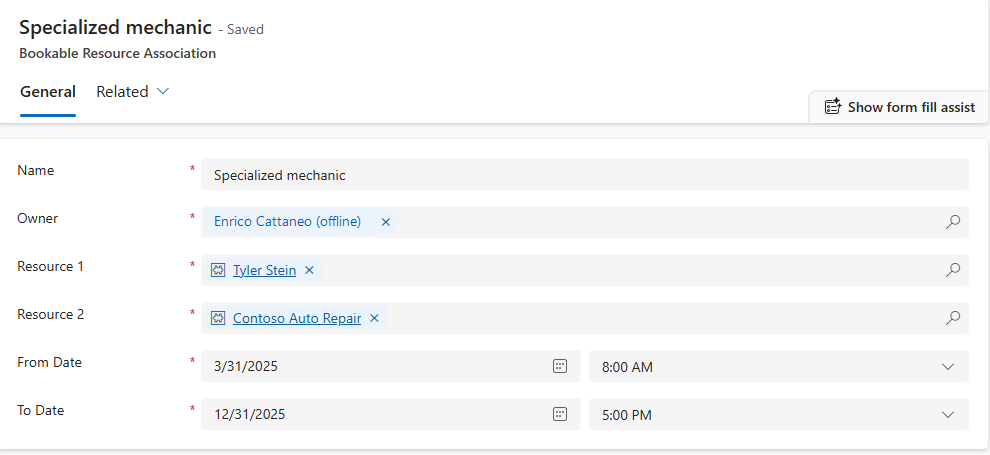 Specialized mechanic - Saved
Bookable Resource Association
General Related
Show form fill assist
Name * Specialized mechanic
Owner * Enrico Cattaneo (offline)
Resource 1 * Tyler Stein
Resource 2 * Contoso Auto Repair
From Date * 3/31/2025 8:00 AM
To Date * 12/31/2025 5:00 PM